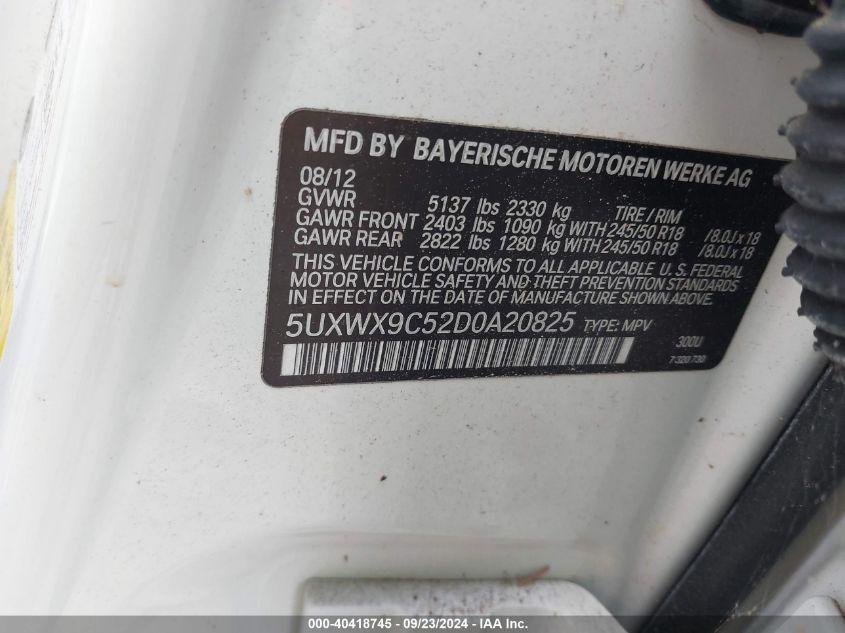 MFD BY BAYERISCHE MOTOREN WERKE AG
08/12
GVWR 5137 lbs 2330 kg TIRE / RIM
GAWR FRONT 2403 lbs 1090 kg WITH 245/50 R18 /8.0J x 18
GAWR REAR 2822 lbs 1280 kg WITH 245/50 R18 /8.0J x 18
THIS VEHICLE CONFORMS TO ALL APPLICABLE U.S. FEDERAL
MOTOR VEHICLE SAFETY AND THEFT PREVENTION STANDARDS
IN EFFECT ON THE DATE OF MANUFACTURE SHOWN ABOVE.
5UXWX9C52D0A20825 TYPE: MPV
300U
7 320 730
000-40418745 - 09/23/2024 - IAA Inc.